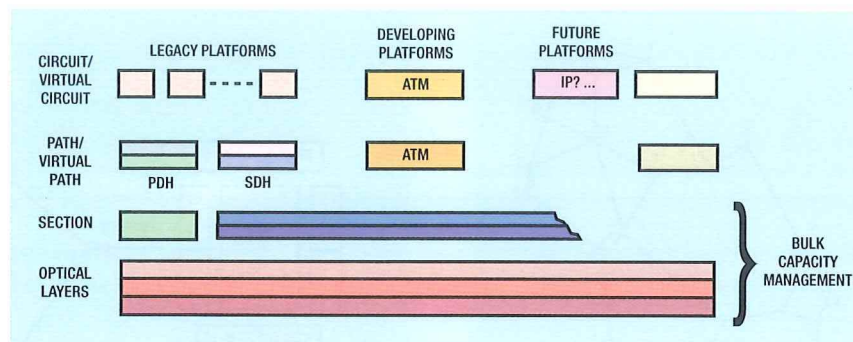 LEGACY PLATFORMS
DEVELOPING
PLATFORMS
FUTURE
PLATFORMS
CIRCUIT/
VIRTUAL
CIRCUIT
ATM
IP? ...
PATH/
VIRTUAL
PATH
ATM
PDH
SDH
SECTION
OPTICAL
LAYERS
BULK
CAPACITY
MANAGEMENT